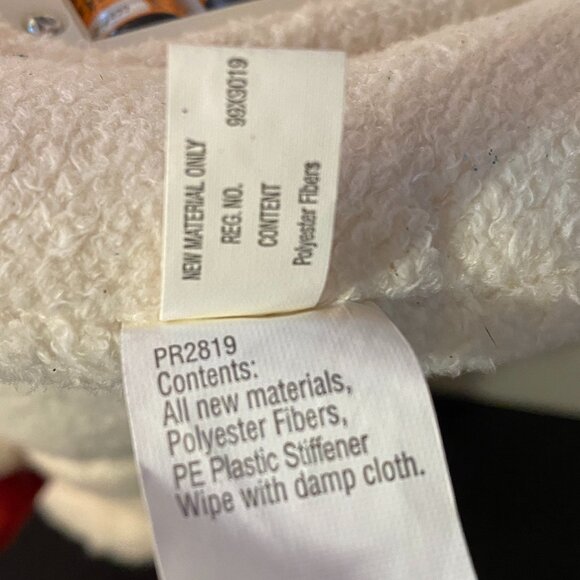 NEW MATERIAL ONLY
REG. NO. 99X9019
CONTENT
Polyester Fibers
PR2819
Contents:
All new materials,
Polyester Fibers,
PE Plastic Stiffener
Wipe with damp cloth.